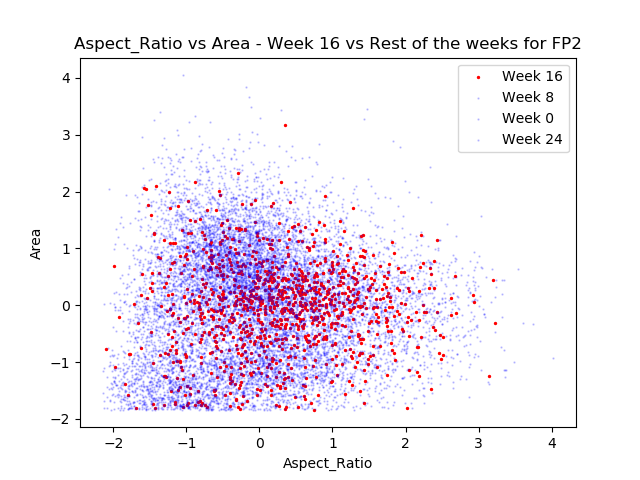 Aspect_Ratio vs Area - Week 16 vs Rest of the weeks for FP2
Week 16
Week 8
Week 0
Week 24
4
3
2
1
0
−1
−2
Area
−2
−1
0
1
2
3
4
Aspect_Ratio